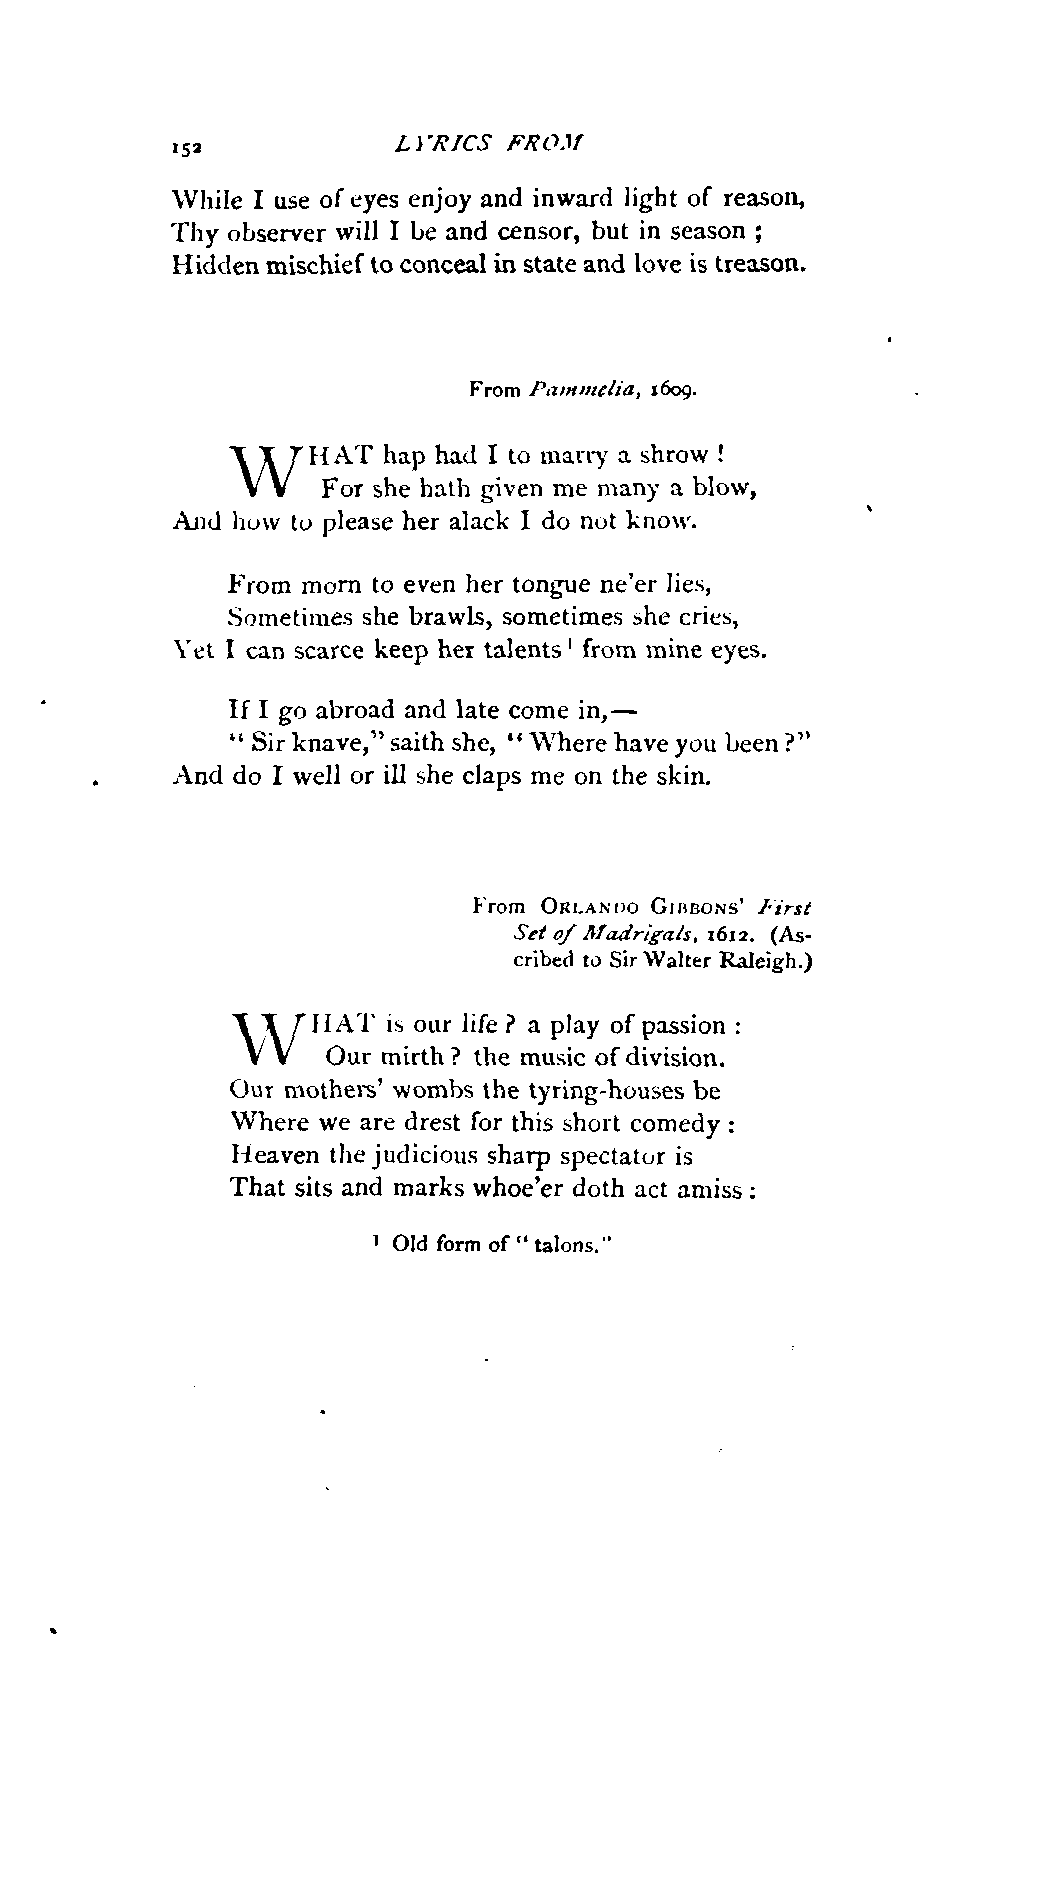 152 LYRICS FROM
While I use of eyes enjoy and inward light of reason,
Thy observer will I be and censor, but in season ;
Hidden mischief to conceal in state and love is treason.
From Pammelia, 1609.
WHAT hap had I to marry a shrow !
For she hath given me many a blow,
And how to please her alack I do not know.
From morn to even her tongue ne'er lies,
Sometimes she brawls, sometimes she cries,
Yet I can scarce keep her talents¹ from mine eyes.
If I go abroad and late come in,—
“ Sir knave,” saith she, “ Where have you been ?”
And do I well or ill she claps me on the skin.
From ORLANDO GIBBONS' First
Set of Madrigals, 1612. (As-
cribed to Sir Walter Raleigh.)
WHAT is our life ? a play of passion :
Our mirth ? the music of division.
Our mothers' wombs the tyring-houses be
Where we are drest for this short comedy :
Heaven the judicious sharp spectator is
That sits and marks whoe'er doth act amiss :
¹ Old form of “ talons.”